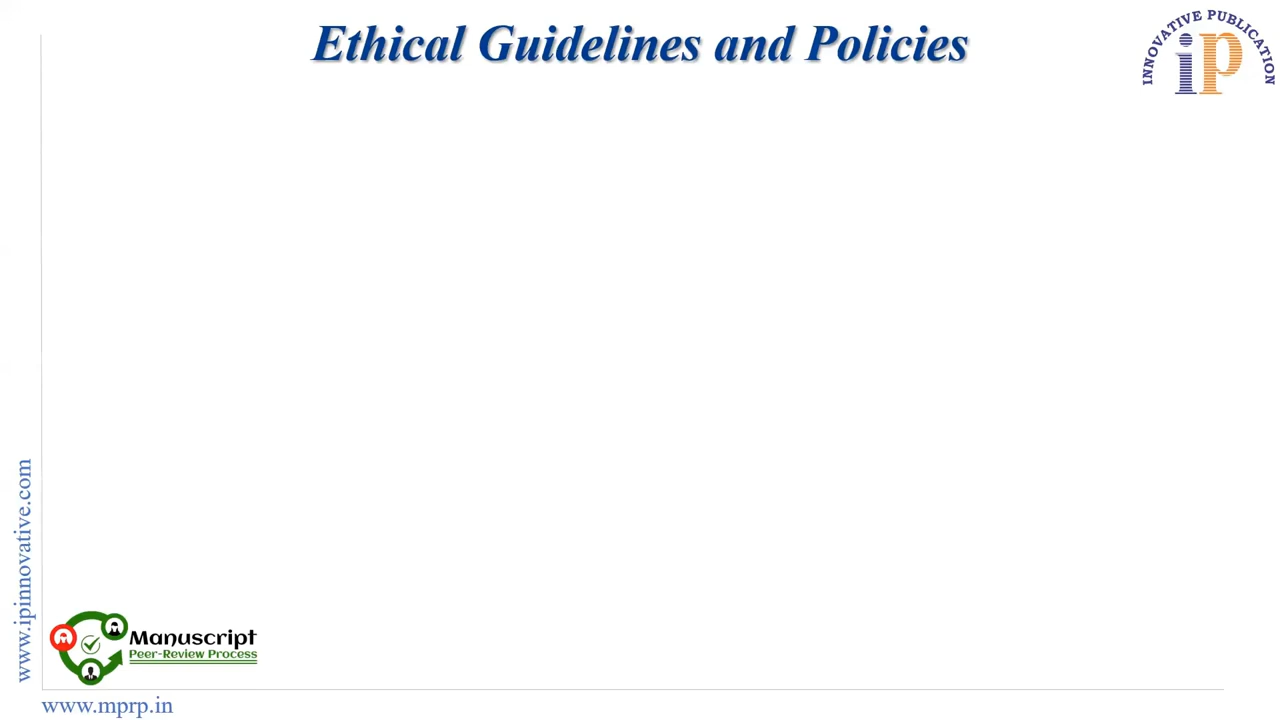 Ethical Guidelines and Policies
INNOVATIVE PUBLICATION
ip
www.ipinnovative.com
Manuscript
Peer-Review Process
www.mprp.in